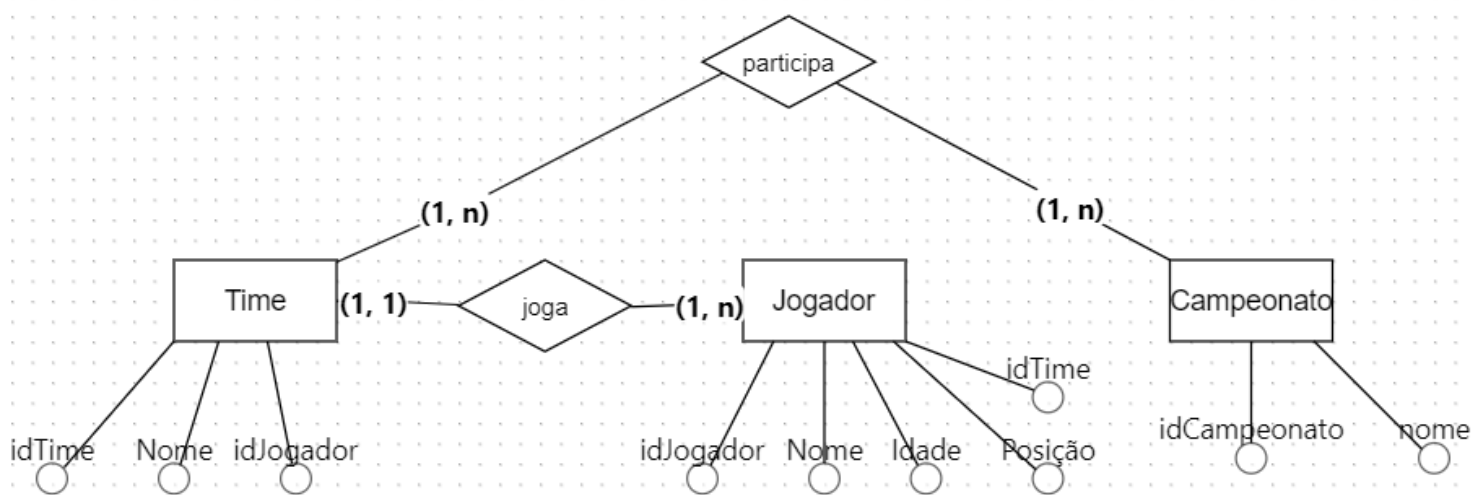 participa
(1, n)
(1, n)
Time
(1, 1)
joga
(1, n)
Jogador
Campeonato
idTime
Nome
idJogador
idJogador
Nome
Idade
Posição
idTime
idCampeonato
nome